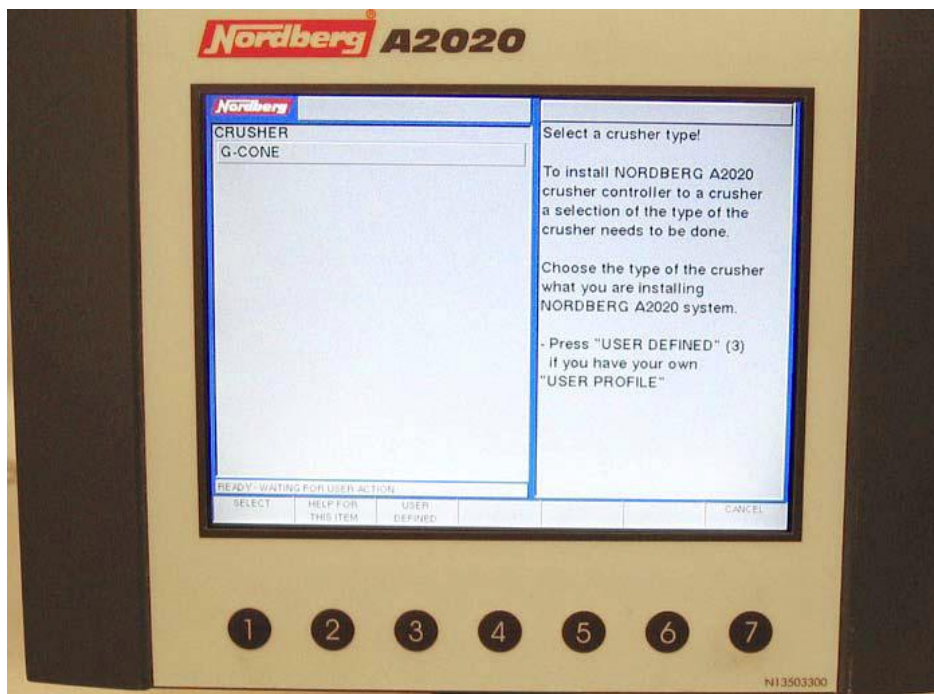 Nordberg® A2020
Nordberg
CRUSHER
G-CONE
Select a crusher type!
To install NORDBERG A2020
crusher controller to a crusher
a selection of the type of the
crusher needs to be done.
Choose the type of the crusher
what you are installing
NORDBERG A2020 system.
- Press "USER DEFINED" (3)
if you have your own
"USER PROFILE"
READY - WAITING FOR USER ACTION
SELECT
HELP FOR
THIS ITEM
USER
DEFINED
CANCEL
1 2 3 4 5 6 7
N13503300